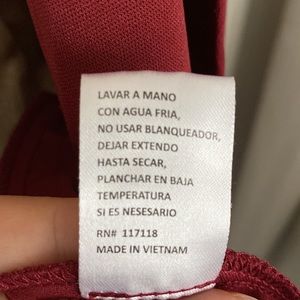 LAVAR A MANO
CON AGUA FRIA,
NO USAR BLANQUEADOR,
DEJAR EXTENDO
HASTA SECAR,
PLANCHAR EN BAJA
TEMPERATURA
SI ES NESESARIO
RN# 117118
MADE IN VIETNAM